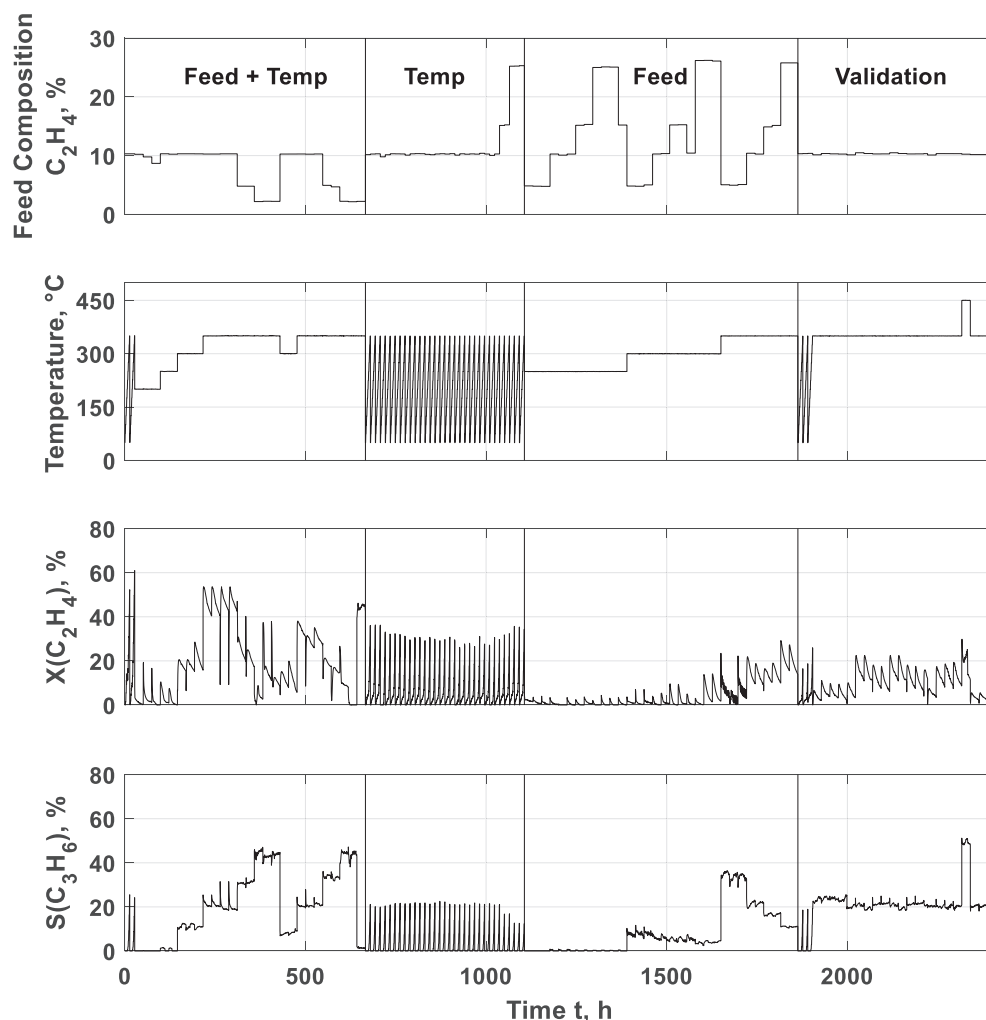 Feed Composition
C₂H₄, %
30
20
10
0
Feed + Temp
Temp
Feed
Validation
Temperature, °C
450
300
150
0
X(C₂H₄), %
80
60
40
20
0
S(C₃H₆), %
80
60
40
20
0
0 500 1000 1500 2000
Time t, h